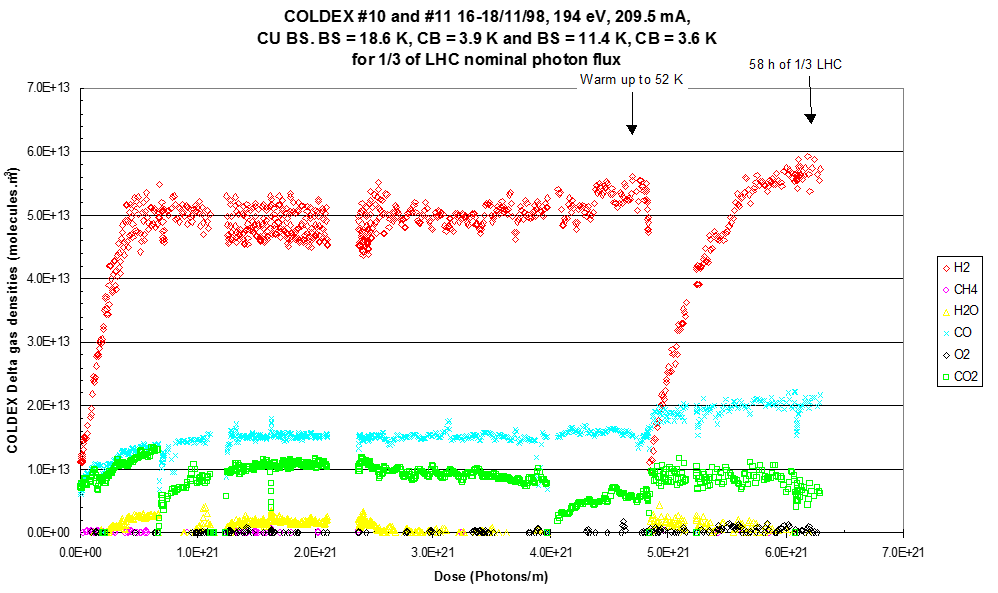 COLDEX #10 and #11 16-18/11/98, 194 eV, 209.5 mA,
CU BS. BS = 18.6 K, CB = 3.9 K and BS = 11.4 K, CB = 3.6 K
for 1/3 of LHC nominal photon flux
Warm up to 52 K
58 h of 1/3 LHC
COLDEX Delta gas densities (molecules.m³)
7.0E+13
6.0E+13
5.0E+13
4.0E+13
3.0E+13
2.0E+13
1.0E+13
0.0E+00
0.0E+00 1.0E+21 2.0E+21 3.0E+21 4.0E+21 5.0E+21 6.0E+21 7.0E+21
Dose (Photons/m)
H2
CH4
H2O
CO
O2
CO2